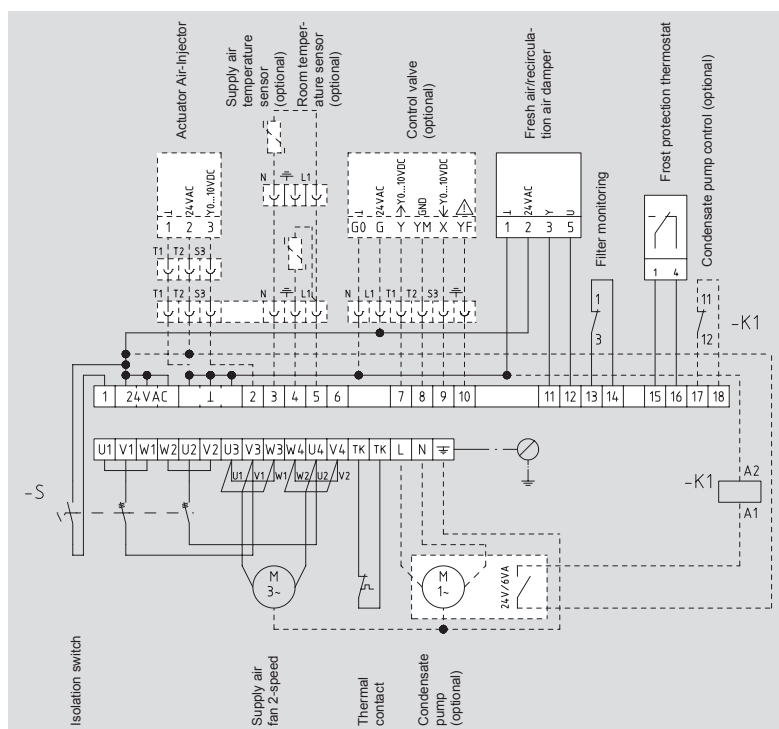 Actuator Air-Injector
Supply air
temperature
sensor
(optional)
Room temper-
ature sensor
(optional)
Control valve
(optional)
Fresh air/recircula-
tion air damper
Filter monitoring
Frost protection thermostat
Condensate pump control (optional)
⊥
24VAC
Y0...10VDC
1 2 3
T1 T2 S3
N L1
⊥
24VAC
Y0...10VDC
GND
Y0...10VDC
G0 G Y YM X YF
⊥
24VAC
Y
U
1 2 3 5
1 4
T1 T2 S3
N L1
N L1 T1 T2 S3
1
3
11
12
-K1
1 24VAC ⊥ 2 3 4 5 6 7 8 9 10 11 12 13 14 15 16 17 18
U1 V1 W1 W2 U2 V2 U3 V3 W3 W4 U4 V4 TK TK L N
U1 V1 W1 W2 U2 V2
-S
-K1
A2
A1
M
3~
M
1~
24V/6VA
Isolation switch
Supply air
fan 2-speed
Thermal
contact
Condensate
pump
(optional)